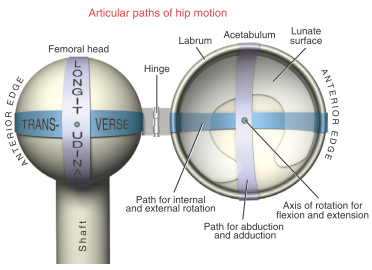 Articular paths of hip motion
Femoral head
Hinge
Labrum
Acetabulum
Lunate
surface
ANTERIOR EDGE
LONGIT UDINAL
TRANS- VERSE
ANTERIOR EDGE
Path for internal
and external rotation
Path for abduction
and adduction
Axis of rotation for
flexion and extension
Shaft